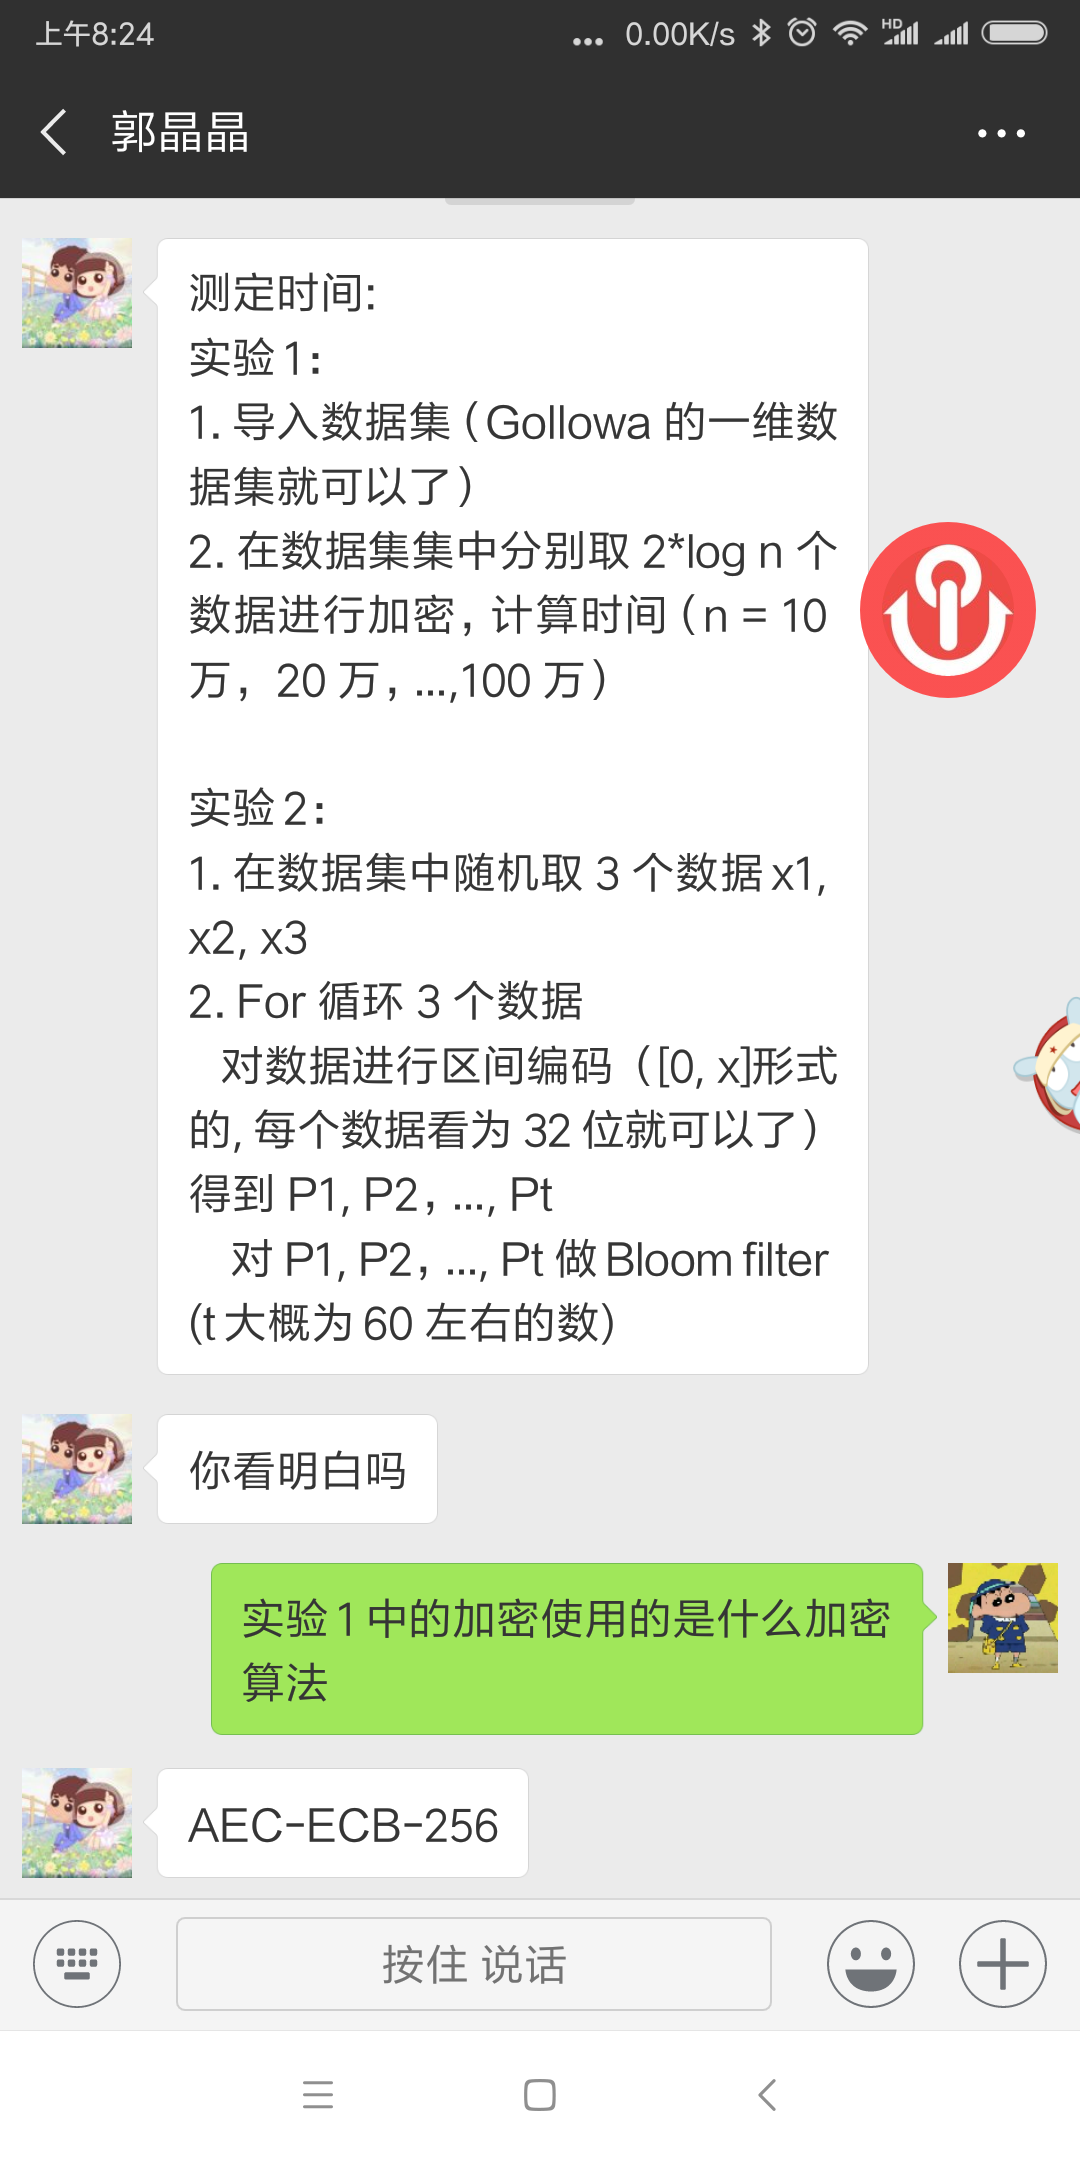 上午8:24
... 0.00K/s HD
郭晶晶
测定时间:
实验1:
1. 导入数据集（Gollowa 的一维数
据集就可以了）
2. 在数据集集中分别取 2*log n 个
数据进行加密，计算时间（n = 10
万，20 万，...,100 万）
实验2:
1. 在数据集中随机取 3 个数据x1,
x2, x3
2. For 循环 3 个数据
对数据进行区间编码（[0, x]形式
的, 每个数据看为 32 位就可以了）
得到 P1, P2，..., Pt
对 P1, P2，..., Pt 做 Bloom filter
(t 大概为 60 左右的数)
你看明白吗
实验1中的加密使用的是什么加密
算法
AEC-ECB-256
按住 说话